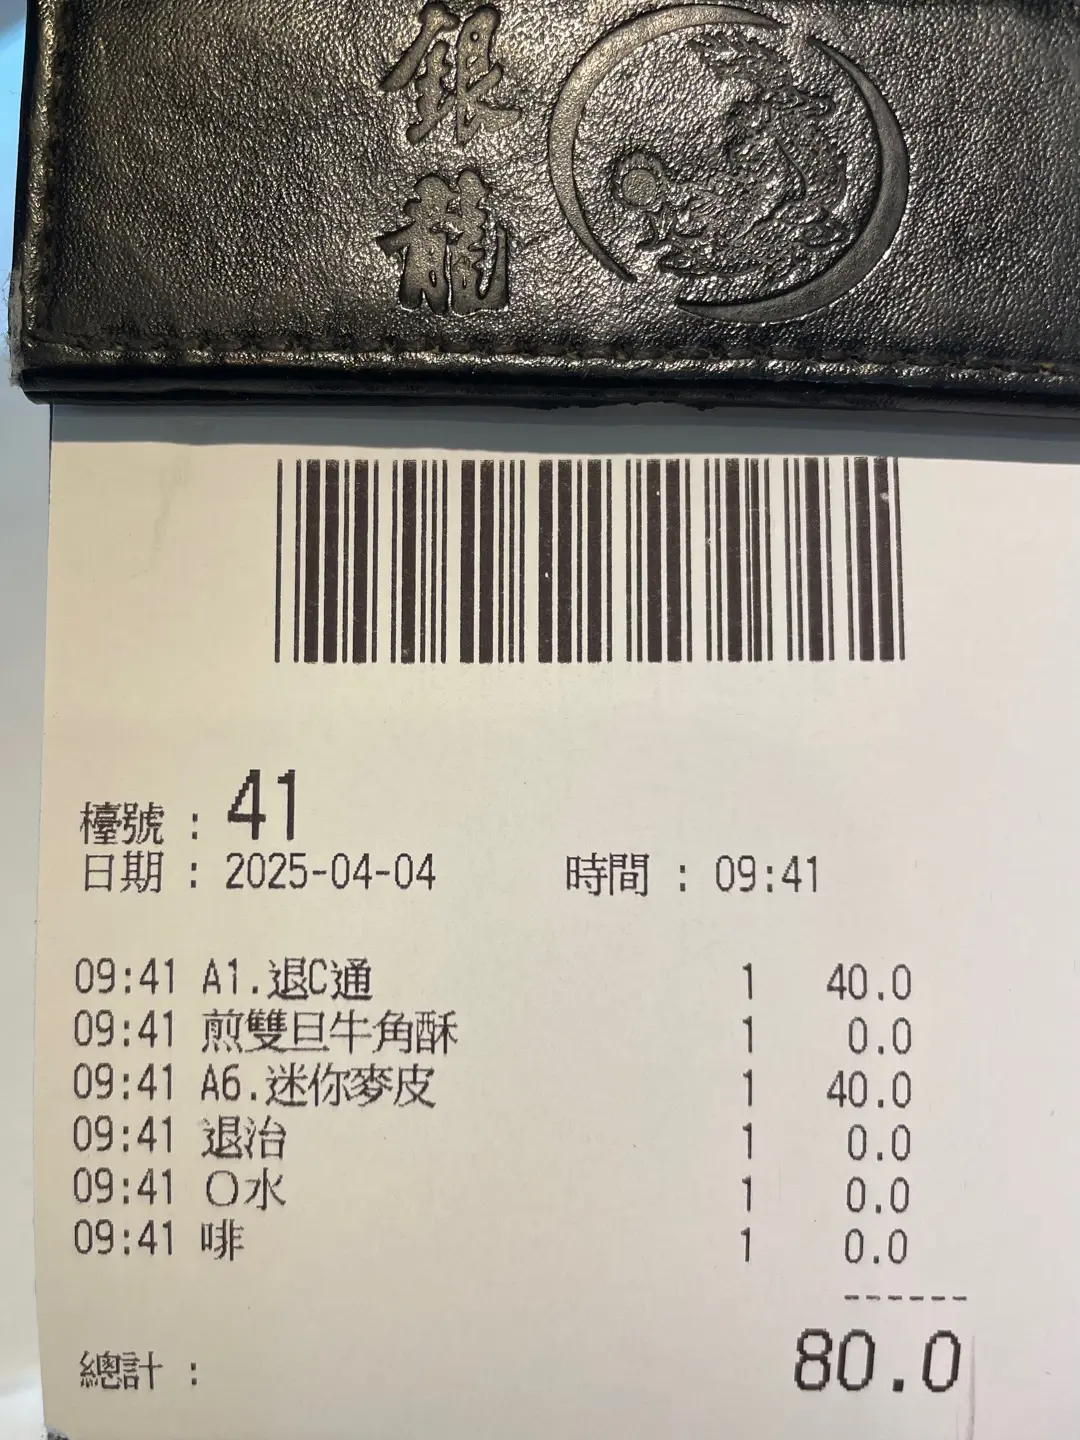 銀龍
檯號 : 41
日期 : 2025-04-04 時間 : 09:41
09:41 A1.退C通 1 40.0
09:41 煎雙旦牛角酥 1 0.0
09:41 A6.迷你麥皮 1 40.0
09:41 退治 1 0.0
09:41 〇水 1 0.0
09:41 啡 1 0.0
------
總計 : 80.0